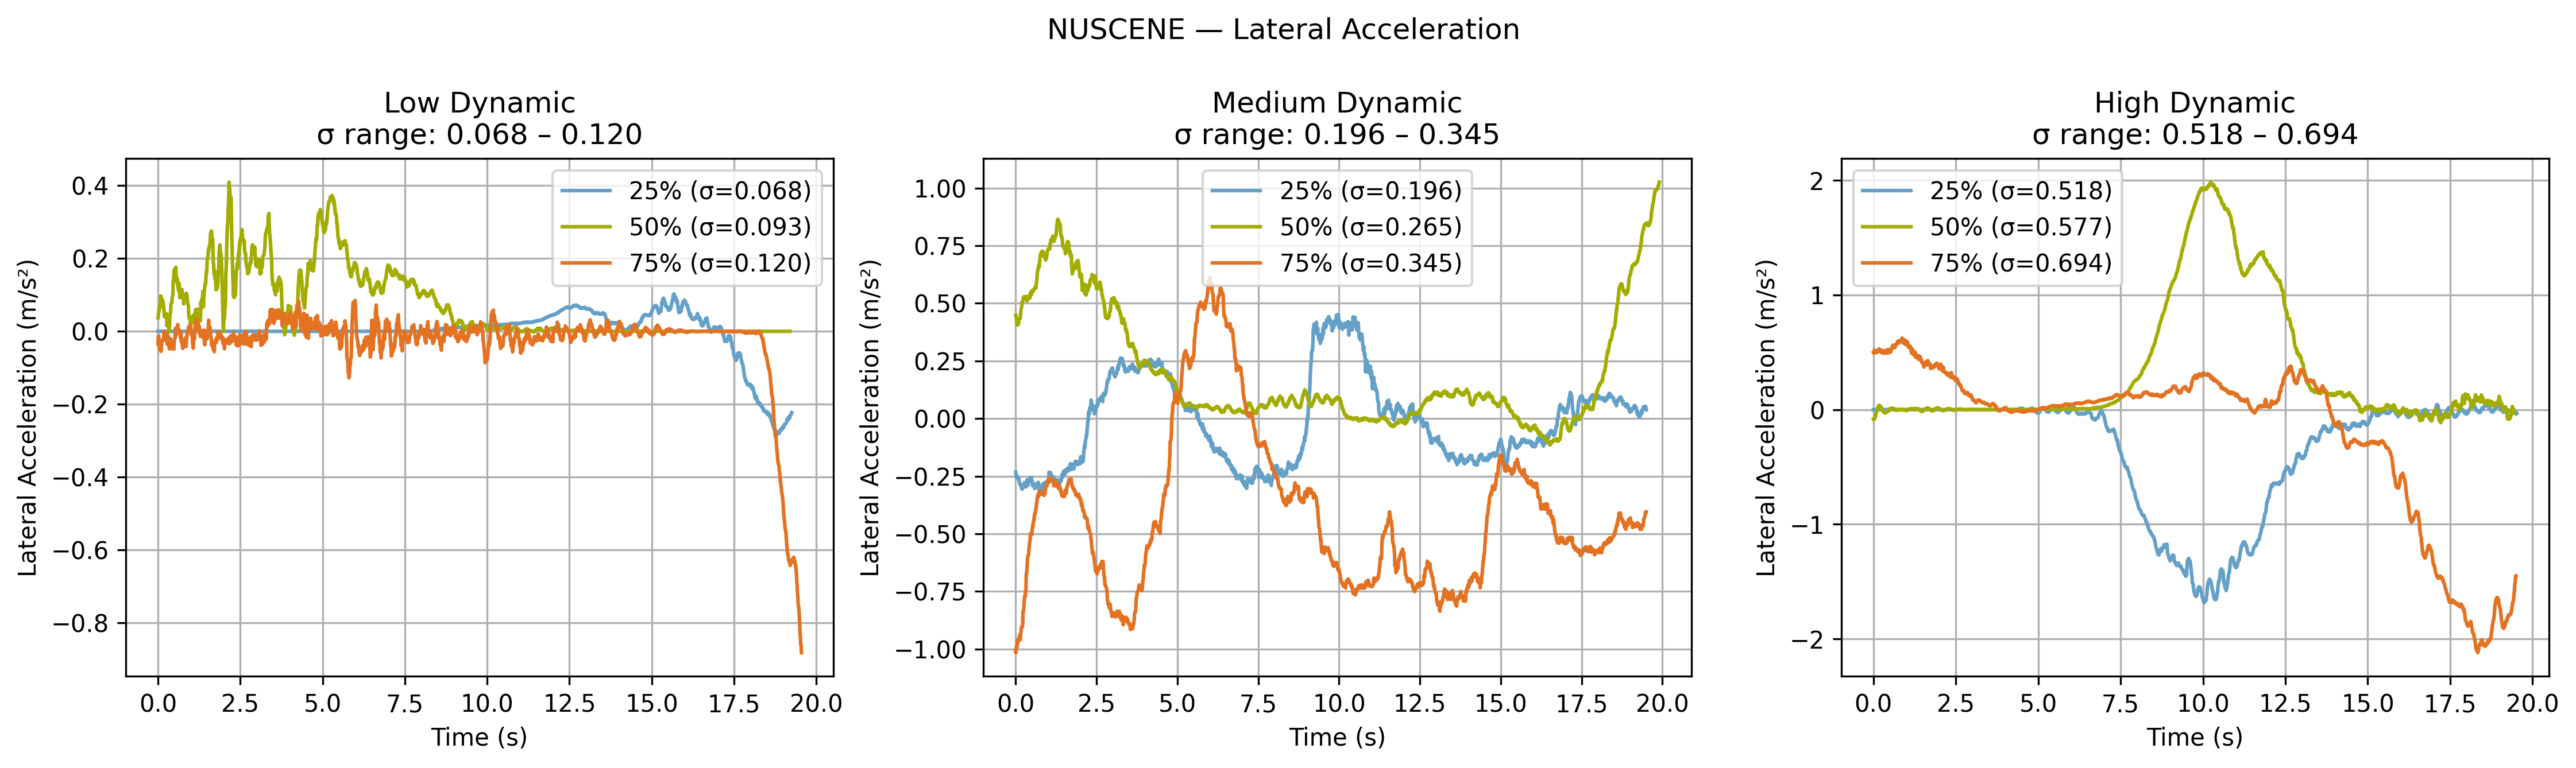 NUSCENE — Lateral Acceleration
Low Dynamic
σ range: 0.068 – 0.120
Lateral Acceleration (m/s²)
0.4
0.2
0.0
−0.2
−0.4
−0.6
−0.8
25% (σ=0.068)
50% (σ=0.093)
75% (σ=0.120)
0.0 2.5 5.0 7.5 10.0 12.5 15.0 17.5 20.0
Time (s)
Medium Dynamic
σ range: 0.196 – 0.345
Lateral Acceleration (m/s²)
1.00
0.75
0.50
0.25
0.00
−0.25
−0.50
−0.75
−1.00
25% (σ=0.196)
50% (σ=0.265)
75% (σ=0.345)
0.0 2.5 5.0 7.5 10.0 12.5 15.0 17.5 20.0
Time (s)
High Dynamic
σ range: 0.518 – 0.694
Lateral Acceleration (m/s²)
2
1
0
−1
−2
25% (σ=0.518)
50% (σ=0.577)
75% (σ=0.694)
0.0 2.5 5.0 7.5 10.0 12.5 15.0 17.5 20.0
Time (s)